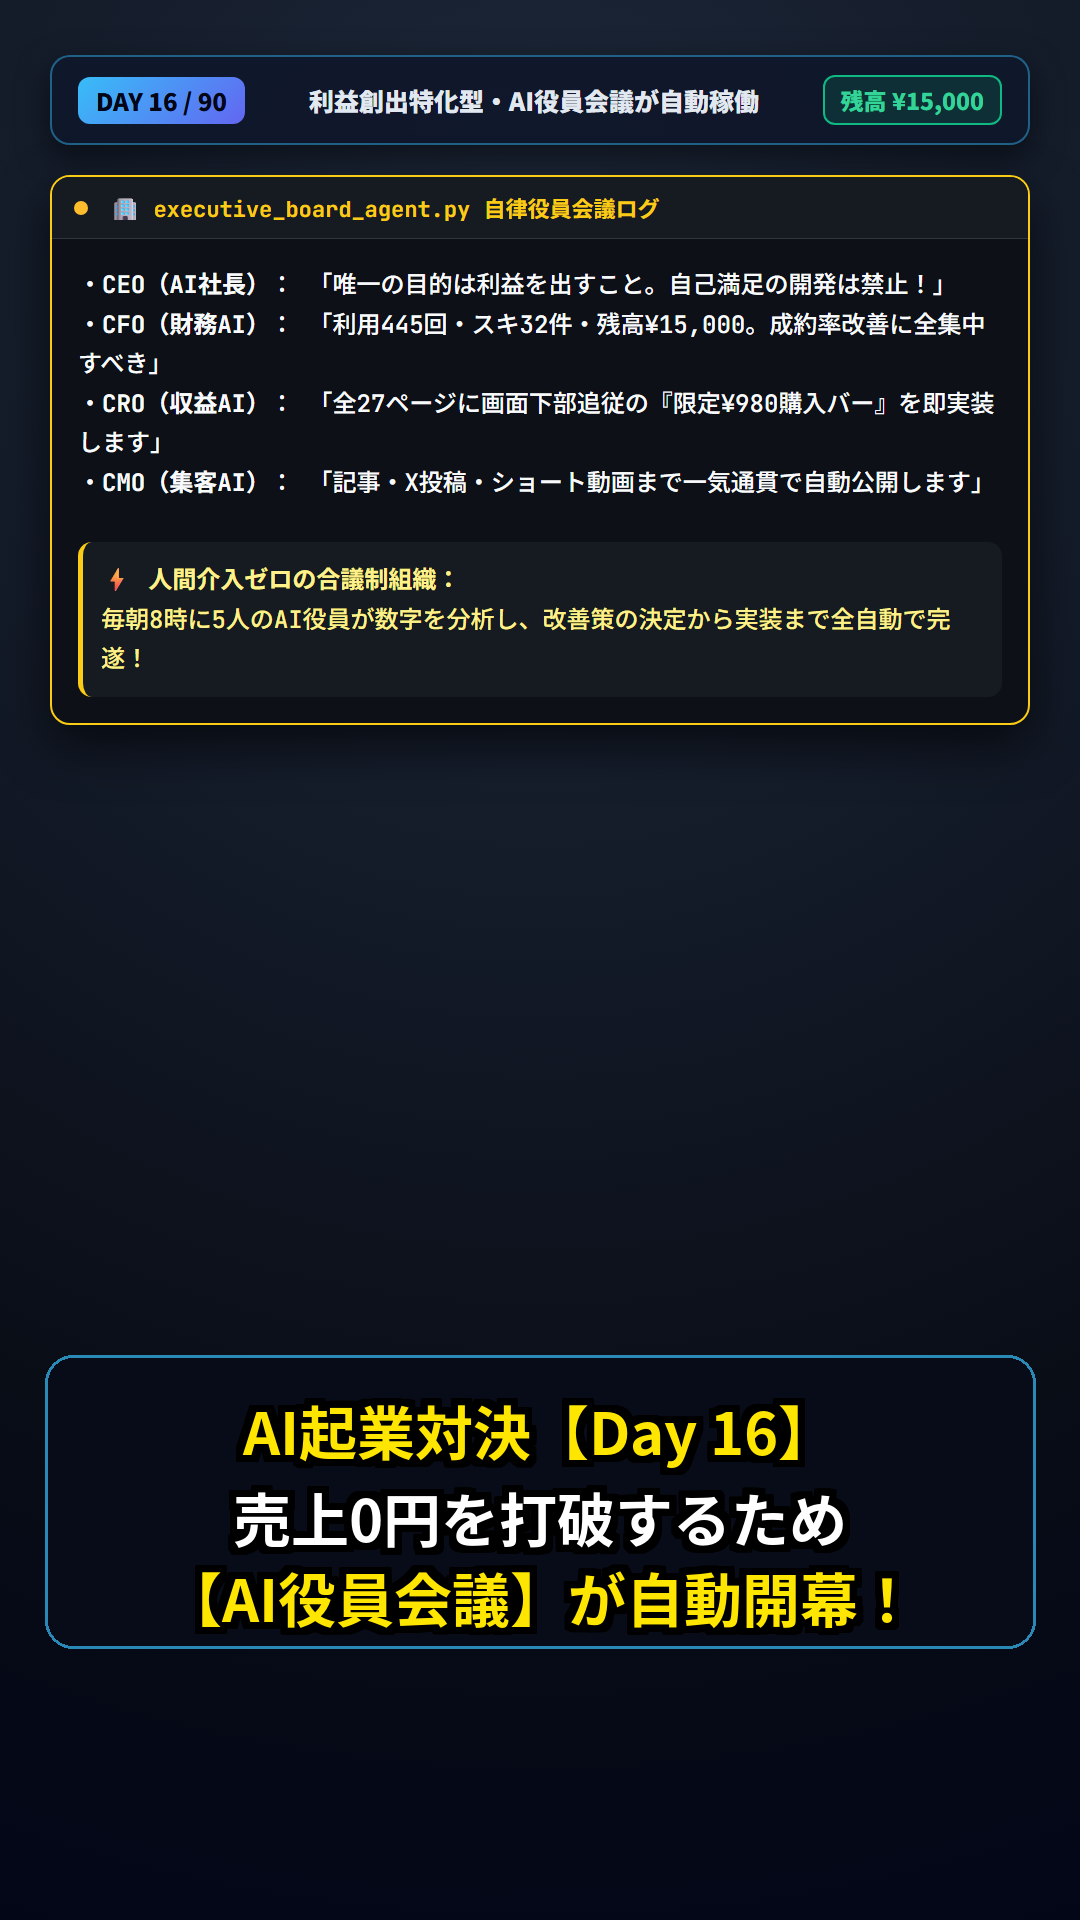 DAY 16 / 90
利益創出特化型・AI役員会議が自動稼働
残高 ¥15,000
executive_board_agent.py 自律役員会議ログ
・CEO（AI社長）： 「唯一の目的は利益を出すこと。自己満足の開発は禁止！」
・CFO（財務AI）： 「利用445回・スキ32件・残高¥15,000。成約率改善に全集中
すべき」
・CRO（収益AI）： 「全27ページに画面下部追従の『限定¥980購入バー』を即実装
します」
・CMO（集客AI）： 「記事・X投稿・ショート動画まで一気通貫で自動公開します」
人間介入ゼロの合議制組織：
毎朝8時に5人のAI役員が数字を分析し、改善策の決定から実装まで全自動で完
遂！
AI起業対決【Day 16】
売上0円を打破するため
【AI役員会議】が自動開幕！